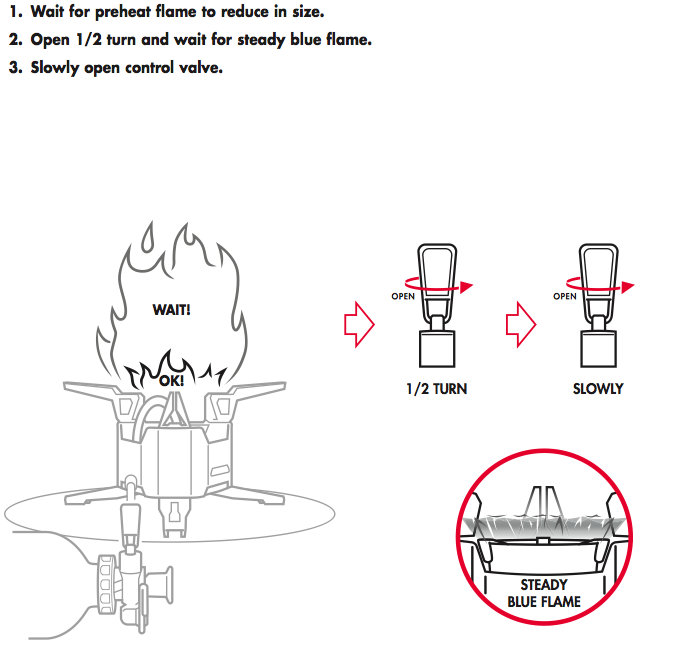 1. Wait for preheat flame to reduce in size.
2. Open 1/2 turn and wait for steady blue flame.
3. Slowly open control valve.
WAIT!
OK!
OPEN
1/2 TURN
OPEN
SLOWLY
STEADY
BLUE FLAME